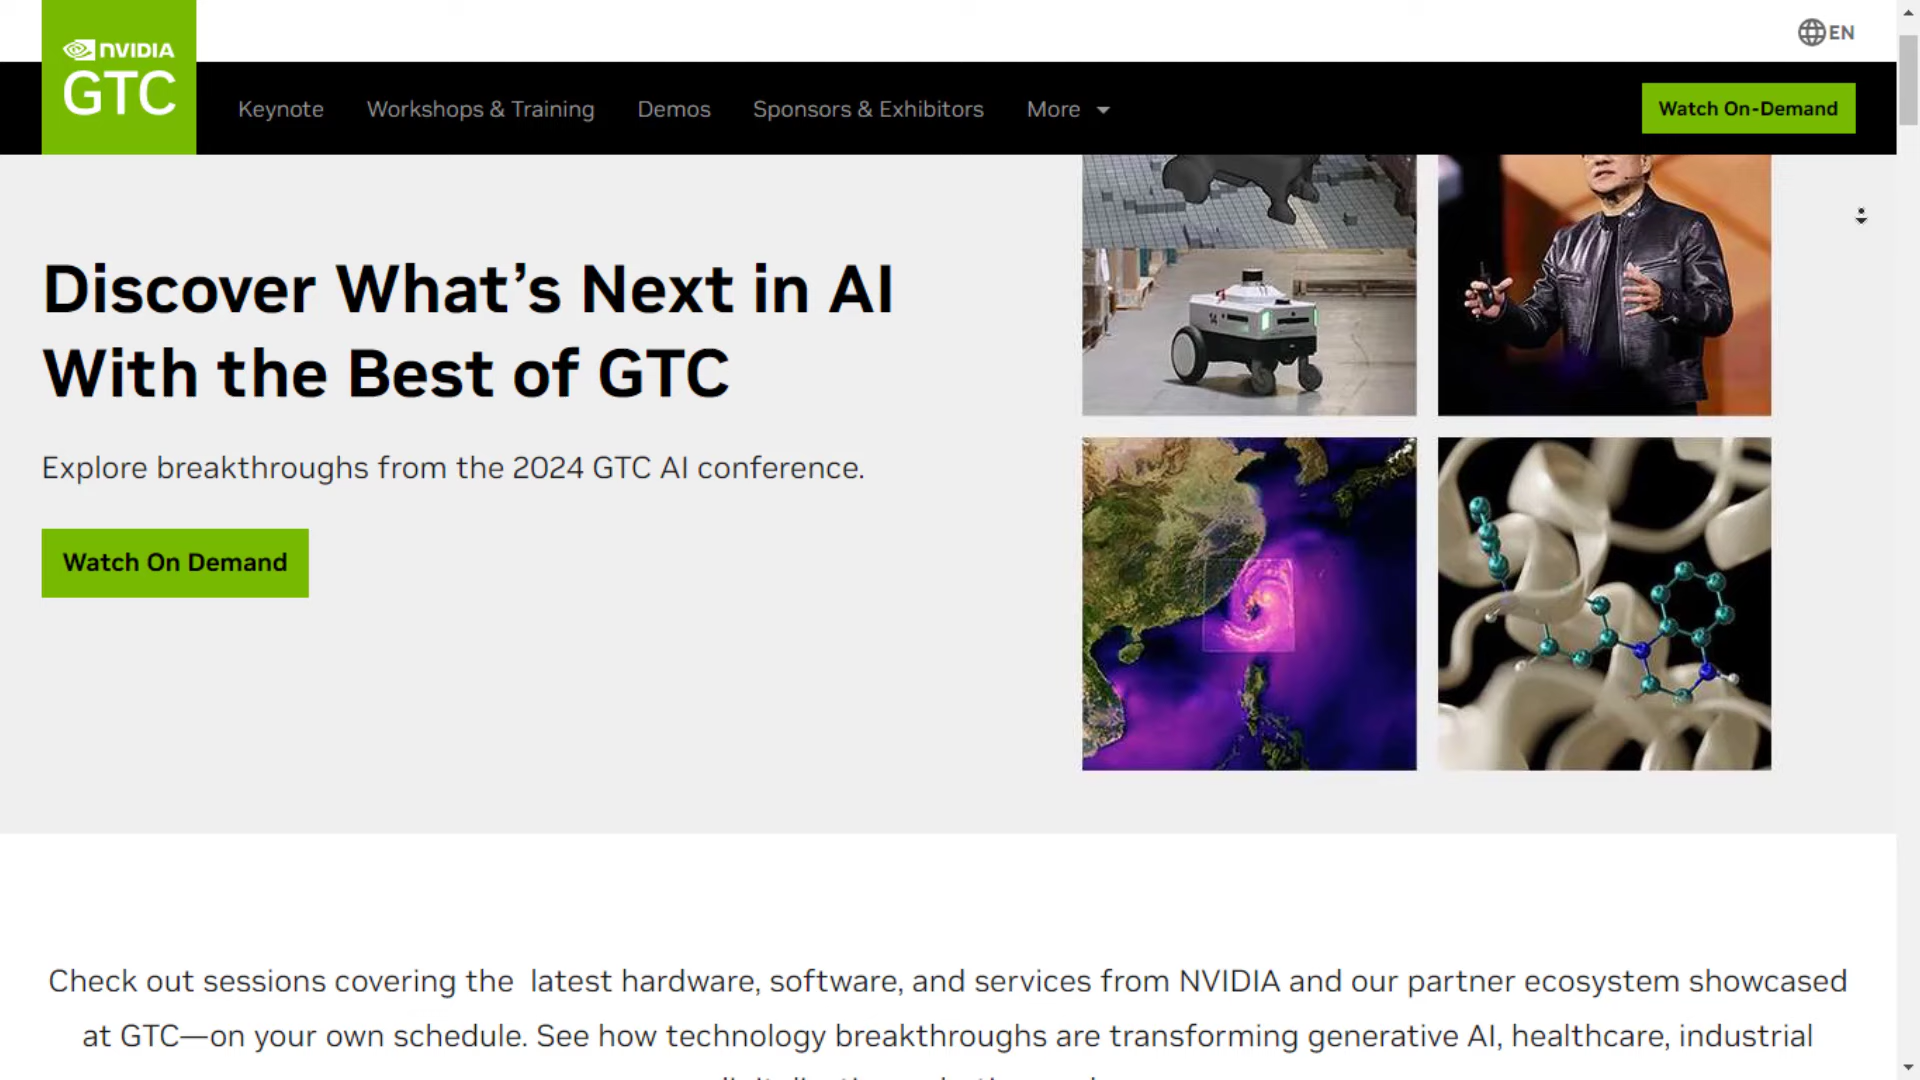 EN
NVIDIA
GTC
Keynote
Workshops & Training
Demos
Sponsors & Exhibitors
More
Watch On-Demand
Discover What’s Next in AI
With the Best of GTC
Explore breakthroughs from the 2024 GTC AI conference.
Watch On Demand
Check out sessions covering the latest hardware, software, and services from NVIDIA and our partner ecosystem showcased
at GTC—on your own schedule. See how technology breakthroughs are transforming generative AI, healthcare, industrial